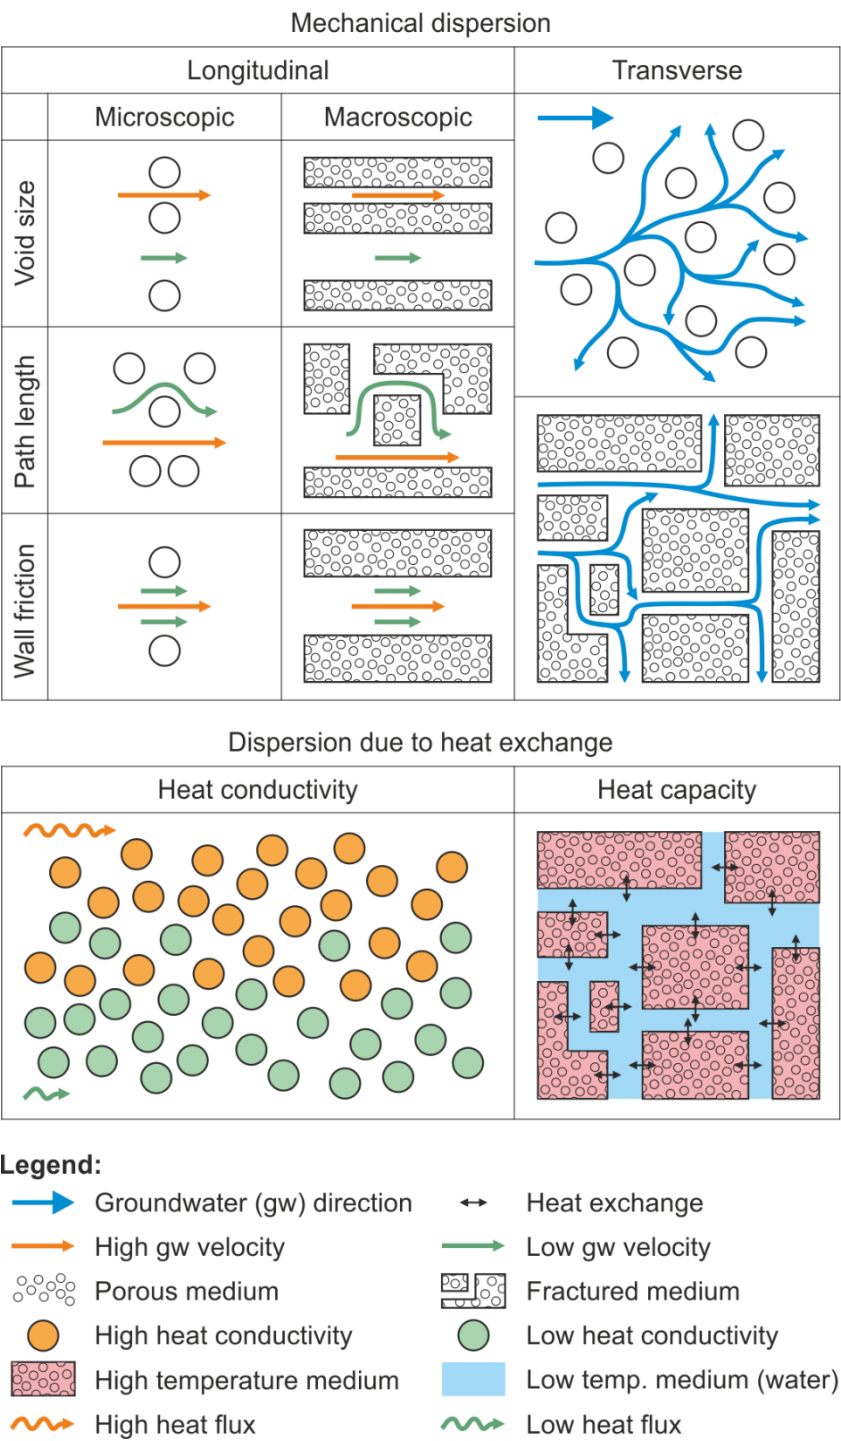 Mechanical dispersion
Longitudinal
Transverse
Microscopic
Macroscopic
Void size
Path length
Wall friction
Dispersion due to heat exchange
Heat conductivity
Heat capacity
Legend:
Groundwater (gw) direction
Heat exchange
High gw velocity
Low gw velocity
Porous medium
Fractured medium
High heat conductivity
Low heat conductivity
High temperature medium
Low temp. medium (water)
High heat flux
Low heat flux